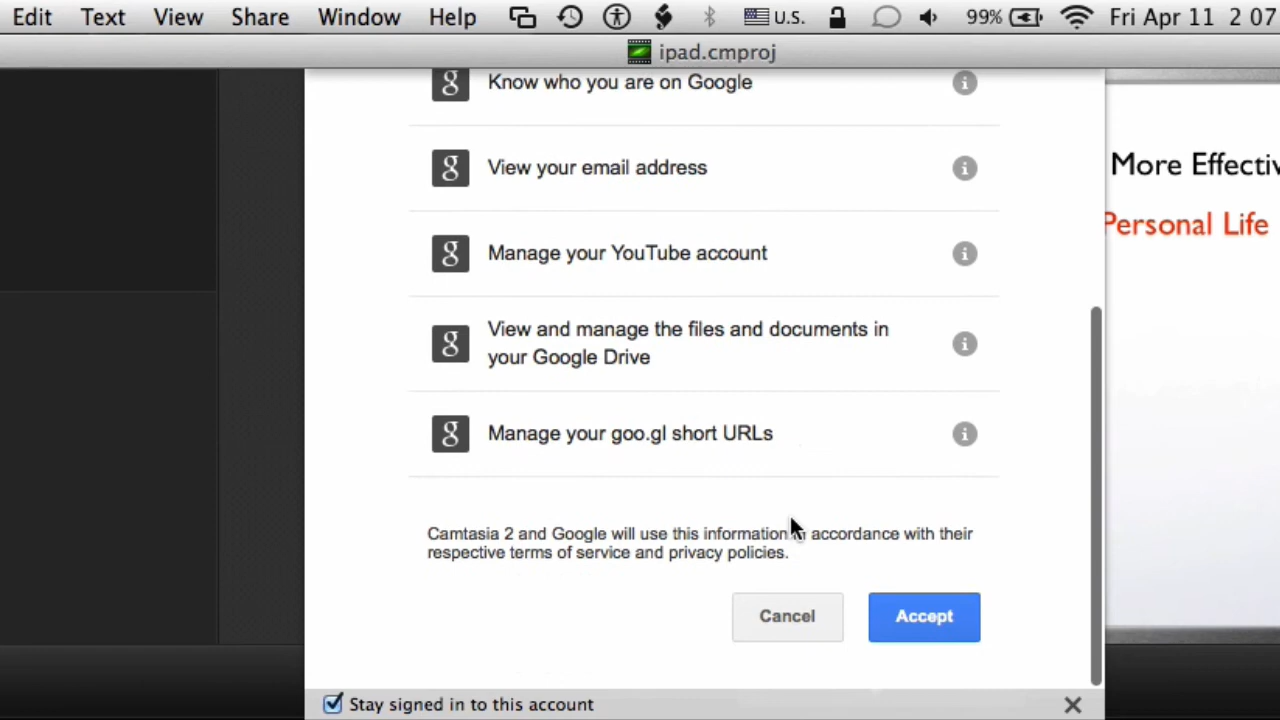 Edit Text View Share Window Help U.S. 99% Fri Apr 11 2 07
ipad.cmproj
g Know who you are on Google i
More Effectiv
g View your email address i
Personal Life
g Manage your YouTube account i
g View and manage the files and documents in
your Google Drive i
g Manage your goo.gl short URLs i
Camtasia 2 and Google will use this information accordance with their
respective terms of service and privacy policies.
Cancel Accept
Stay signed in to this account